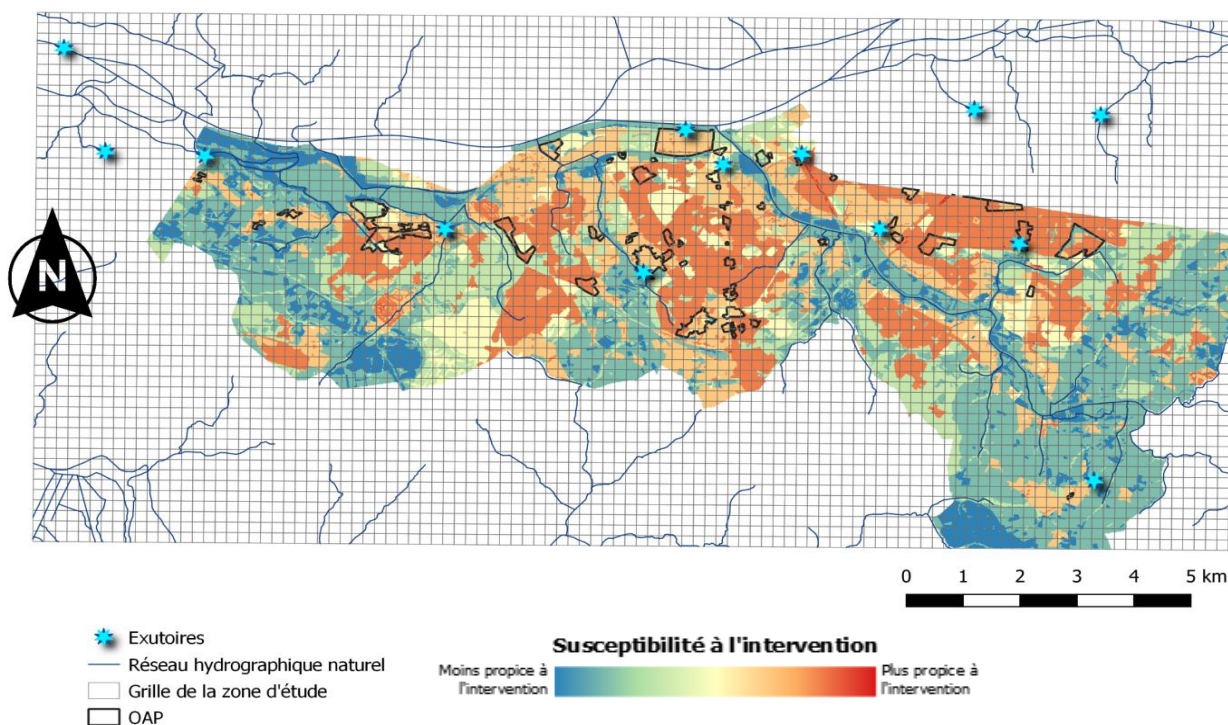 N
0 1 2 3 4 5 km
Exutoires
Réseau hydrographique naturel
Grille de la zone d'étude
OAP
Susceptibilité à l'intervention
Moins propice à
l'intervention
Plus propice à
l'intervention